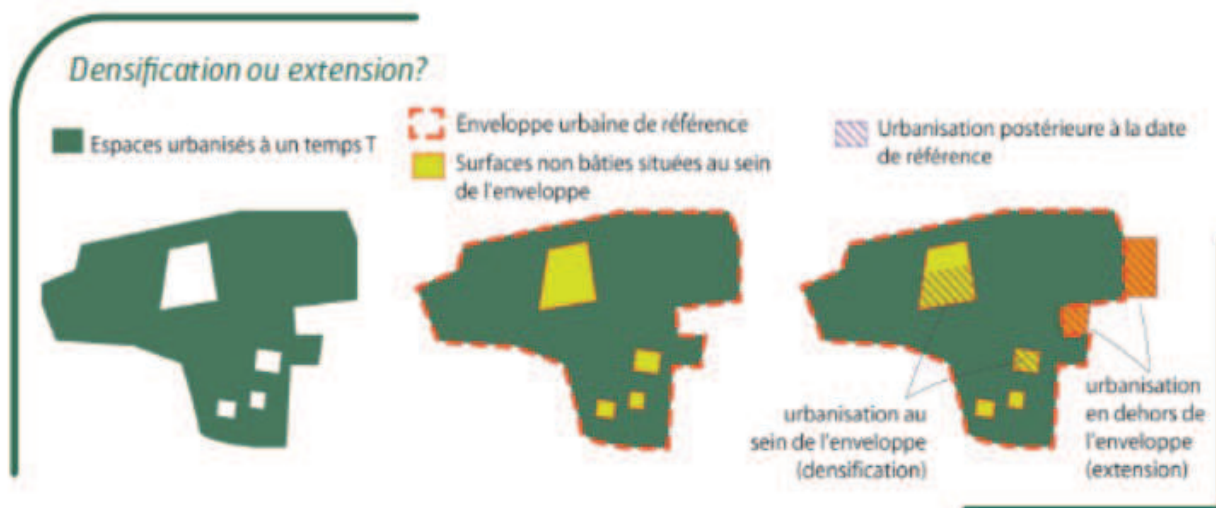 Densification ou extension?
Espaces urbanisés à un temps T
Enveloppe urbaine de référence
Surfaces non bâties situées au sein
de l'enveloppe
Urbanisation postérieure à la date
de référence
urbanisation au
sein de l'enveloppe
(densification)
urbanisation
en dehors de
l'enveloppe
(extension)